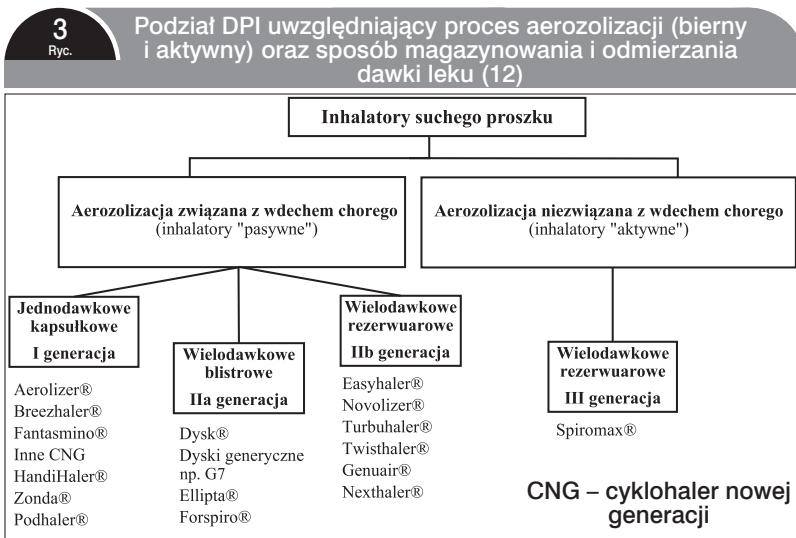 3
Ryc.
Podział DPI uwzględniający proces aerozolizacji (bierny
i aktywny) oraz sposób magazynowania i odmierzania
dawki leku (12)
Inhalatory suchego proszku
Aerozolizacja związana z wdechem chorego
(inhalatory "pasywne")
Aerozolizacja niezwiązana z wdechem chorego
(inhalatory "aktywne")
Jednodawkowe
kapsułkowe
I generacja
Aerolizer®
Breezhaler®
Fantasmino®
Inne CNG
HandiHaler®
Zonda®
Podhaler®
Wielodawkowe
blistrowe
IIa generacja
Dysk®
Dyski generyczne
np. G7
Ellipta®
Forspiro®
Wielodawkowe
rezerwuarowe
IIb generacja
Easyhaler®
Novolizer®
Turbuhaler®
Twisthaler®
Genuair®
Nexthaler®
Wielodawkowe
rezerwuarowe
III generacja
Spiromax®
CNG – cyklohaler nowej
generacji